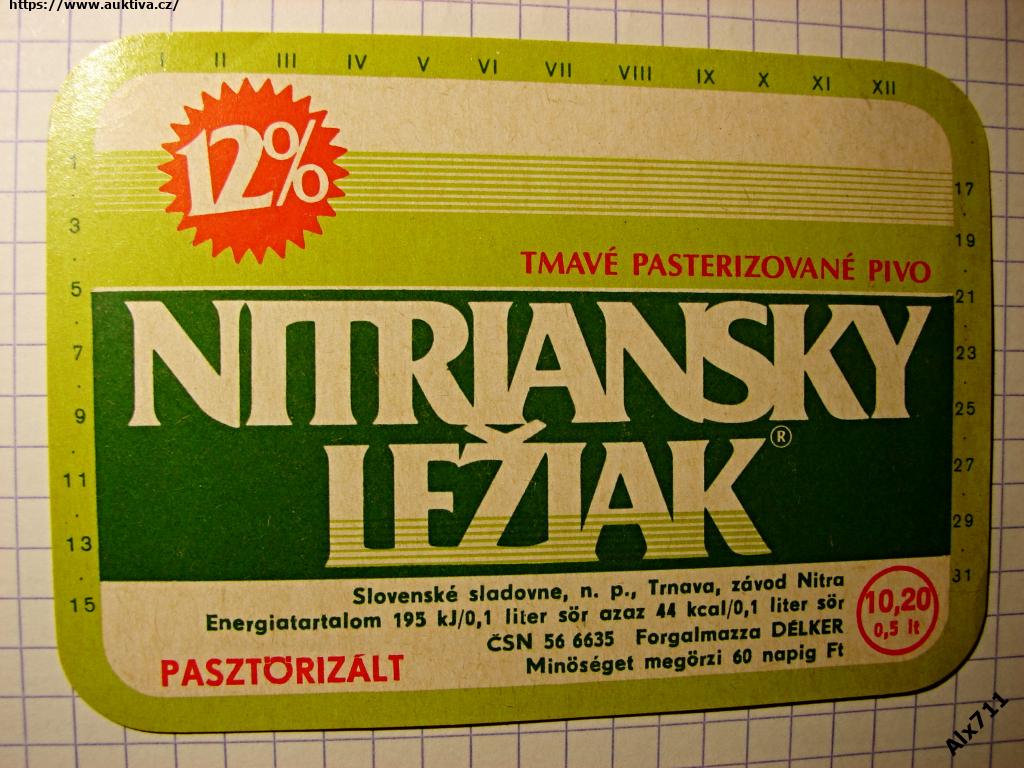 https://www.auktiva.cz/
I II III IV V VI VII VIII IX X XI XII
12%
1
3
5
7
9
11
13
15
17
19
21
23
25
27
29
31
TMAVÉ PASTERIZOVANÉ PIVO
NITRIANSKY
LEŽIAK ®
Slovenské sladovne, n. p., Trnava, závod Nitra
Energiatartalom 195 kJ/0,1 liter sör azaz 44 kcal/0,1 liter sör
ČSN 56 6635 Forgalmazza DÉLKER
Minöséget megörzi 60 napig Ft
10,20
0,5 lt
PASZTÖRIZÁLT
Alx711